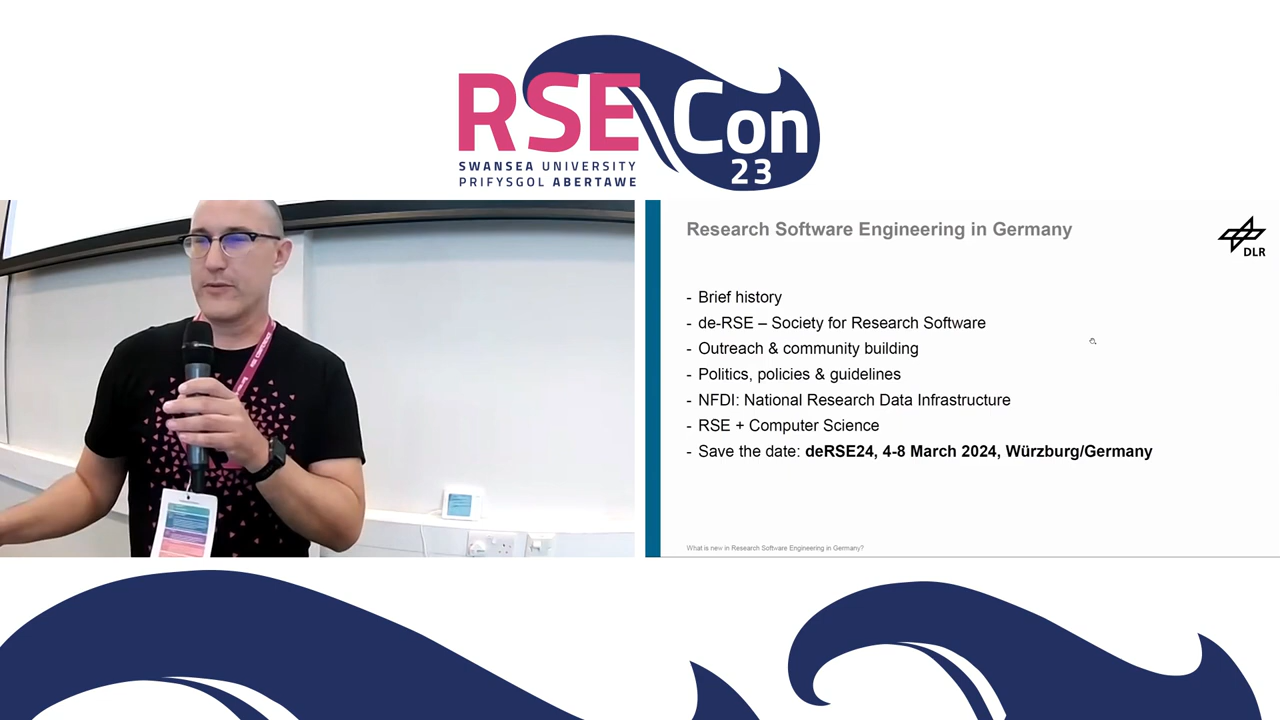 RSE Con
23
SWANSEA UNIVERSITY
PRIFYSGOL ABERTAWE
Research Software Engineering in Germany
DLR
- Brief history
- de-RSE – Society for Research Software
- Outreach & community building
- Politics, policies & guidelines
- NFDI: National Research Data Infrastructure
- RSE + Computer Science
- Save the date: deRSE24, 4-8 March 2024, Würzburg/Germany
What is new in Research Software Engineering in Germany?